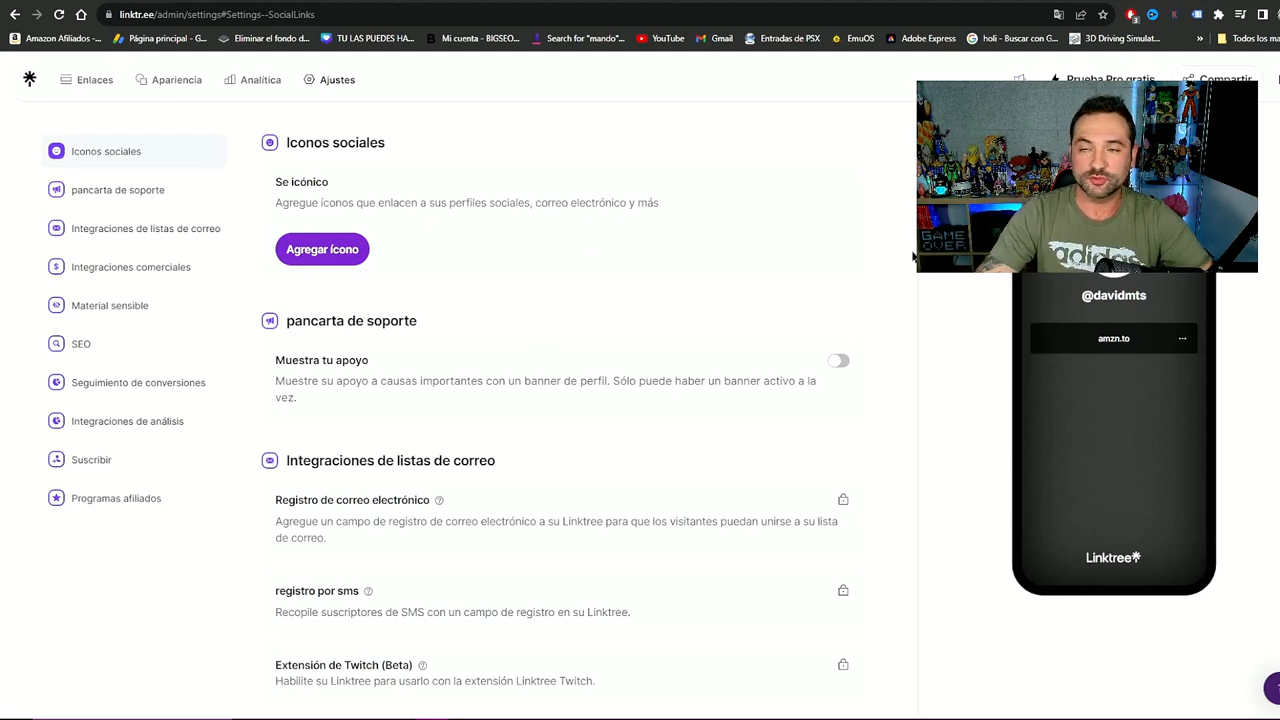 linktr.ee/admin/settings#Settings--SocialLinks
3
Amazon Afiliados -...
Página principal - G...
Eliminar el fondo d...
TU LAS PUEDES HA...
Mi cuenta - BIGSEO...
Search for "mando"...
YouTube
Gmail
Entradas de PSX
EmuOS
Adobe Express
holi - Buscar con G...
3D Driving Simulat...
»
Todos los ma
Enlaces
Apariencia
Analítica
Ajustes
Prueba Pro gratis
Compartir
Iconos sociales
pancarta de soporte
Integraciones de listas de correo
Integraciones comerciales
Material sensible
SEO
Seguimiento de conversiones
Integraciones de análisis
Suscribir
Programas afiliados
Iconos sociales
Se icónico
Agregue íconos que enlacen a sus perfiles sociales, correo electrónico y más
Agregar ícono
pancarta de soporte
Muestra tu apoyo
Muestre su apoyo a causas importantes con un banner de perfil. Sólo puede haber un banner activo a la
vez.
Integraciones de listas de correo
Registro de correo electrónico
Agregue un campo de registro de correo electrónico a su Linktree para que los visitantes puedan unirse a su lista
de correo.
registro por sms
Recopile suscriptores de SMS con un campo de registro en su Linktree.
Extensión de Twitch (Beta)
Habilite su Linktree para usarlo con la extensión Linktree Twitch.
GAME
OVER
adidas
@davidmts
amzn.to
Linktree